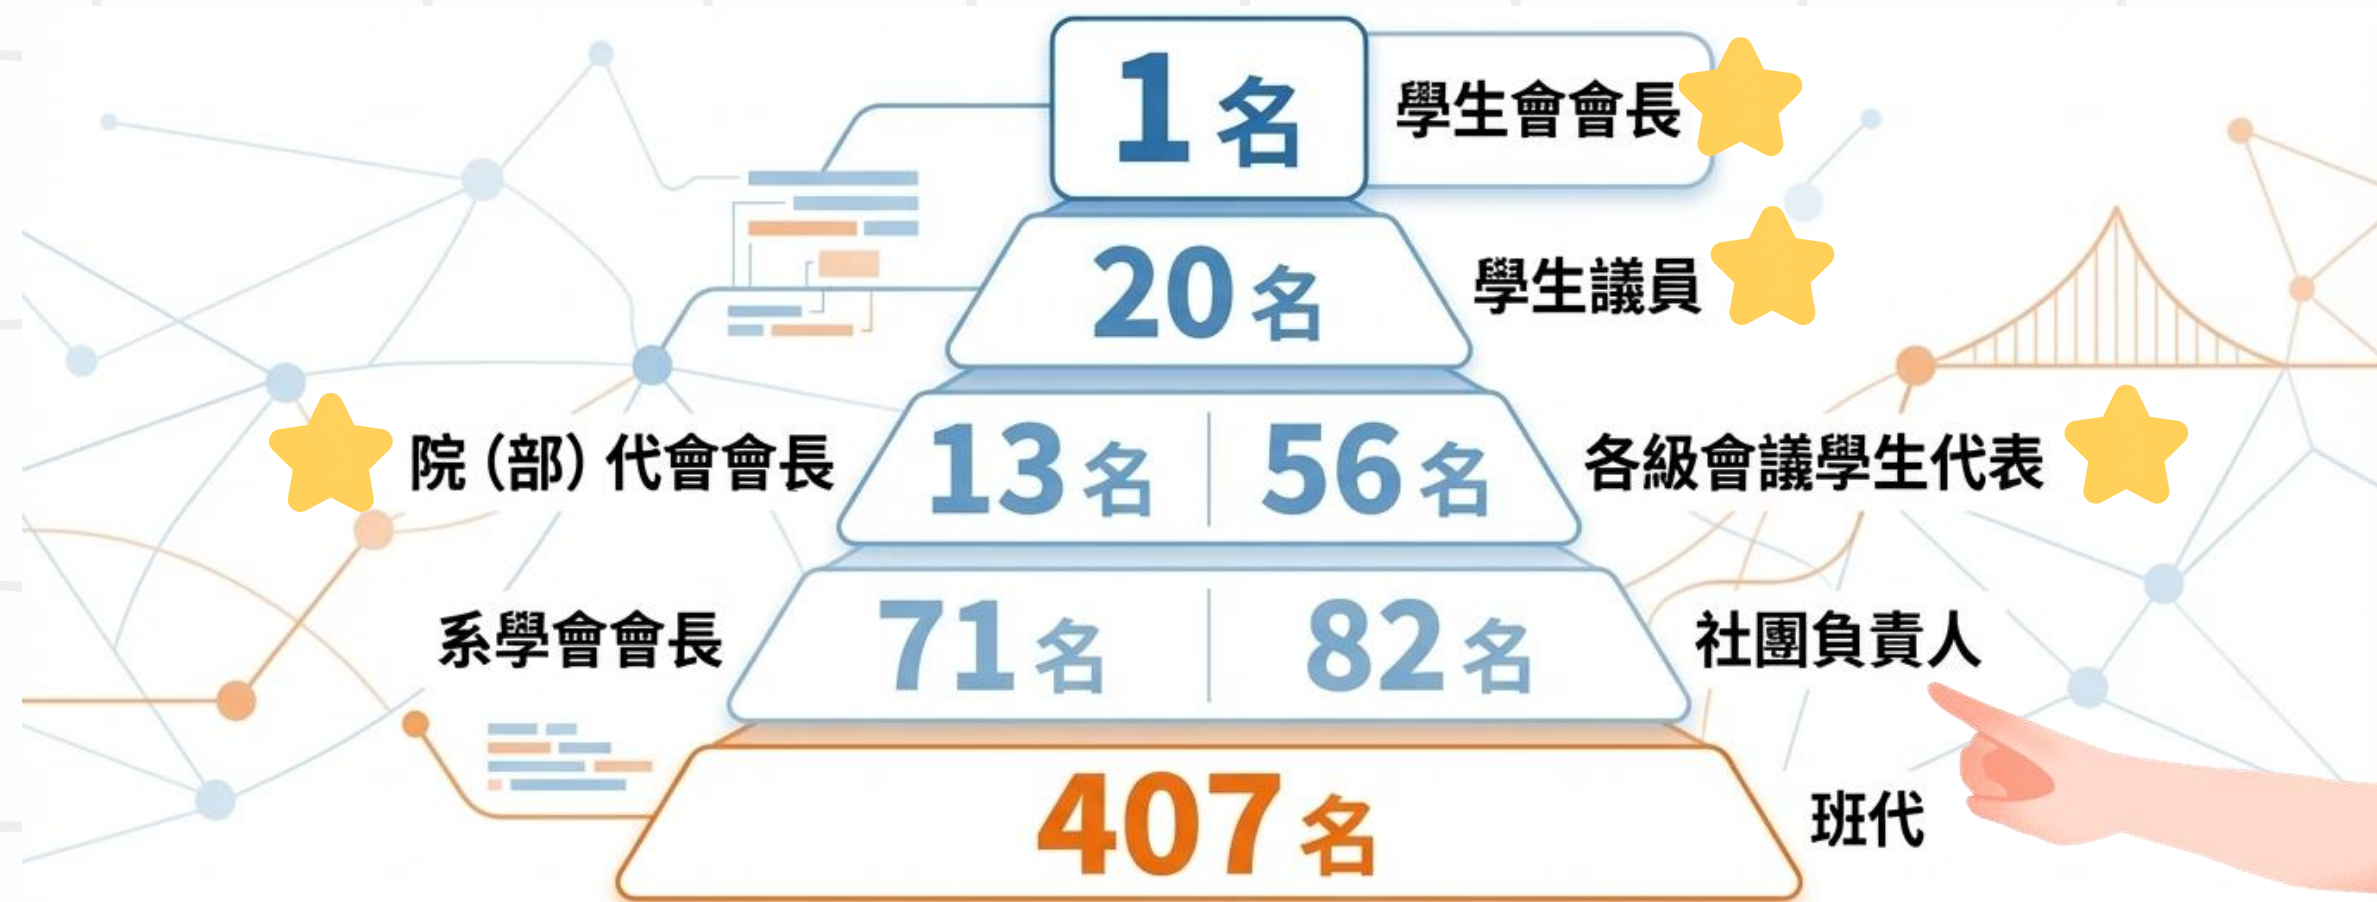 1名 學生會會長
20名 學生議員
院（部）代會會長 13名 56名 各級會議學生代表
系學會會長 71名 82名 社團負責人
407名 班代